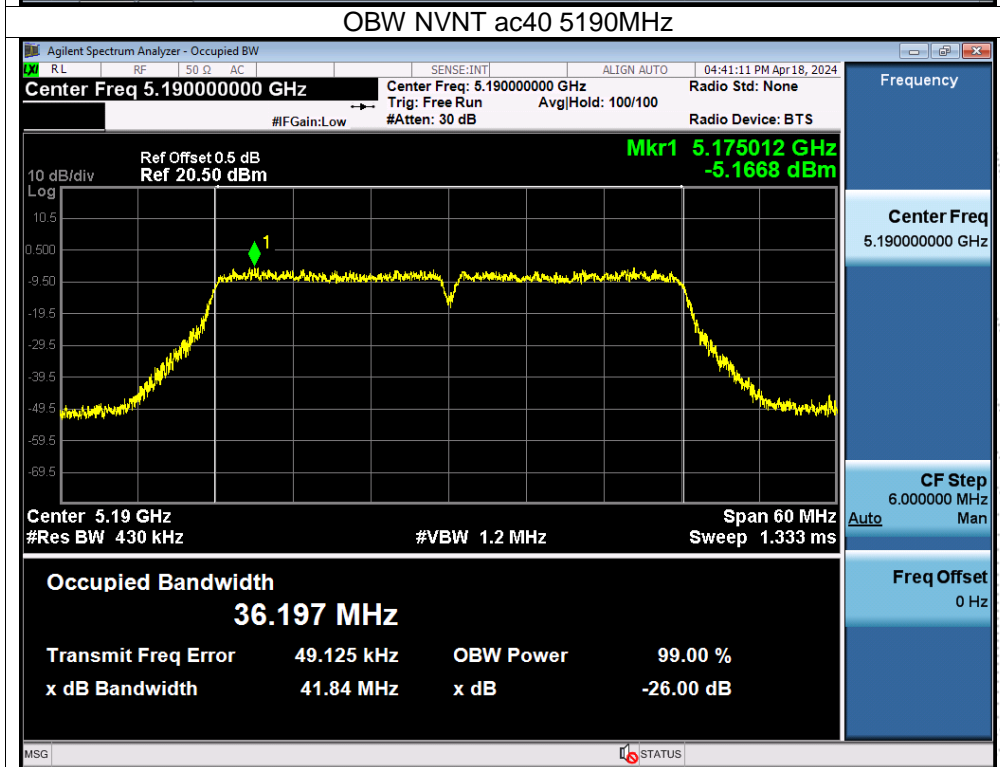 OBW NVNT ac40 5190MHz
Agilent Spectrum Analyzer - Occupied BW
LXI RL RF 50 Ω AC SENSE:INT ALIGN AUTO 04:41:11 PM Apr 18, 2024
Center Freq 5.190000000 GHz
Center Freq: 5.190000000 GHz Radio Std: None
Trig: Free Run Avg|Hold: 100/100
#IFGain:Low #Atten: 30 dB Radio Device: BTS
Mkr1 5.175012 GHz
-5.1668 dBm
Ref Offset 0.5 dB
10 dB/div Ref 20.50 dBm
Log
10.5
0.500
-9.50
-19.5
-29.5
-39.5
-49.5
-59.5
-69.5
1
Center 5.19 GHz Span 60 MHz
#Res BW 430 kHz #VBW 1.2 MHz Sweep 1.333 ms
Occupied Bandwidth
36.197 MHz
Transmit Freq Error 49.125 kHz OBW Power 99.00 %
x dB Bandwidth 41.84 MHz x dB -26.00 dB
Frequency
Center Freq
5.190000000 GHz
CF Step
6.000000 MHz
Auto Man
Freq Offset
0 Hz
MSG STATUS